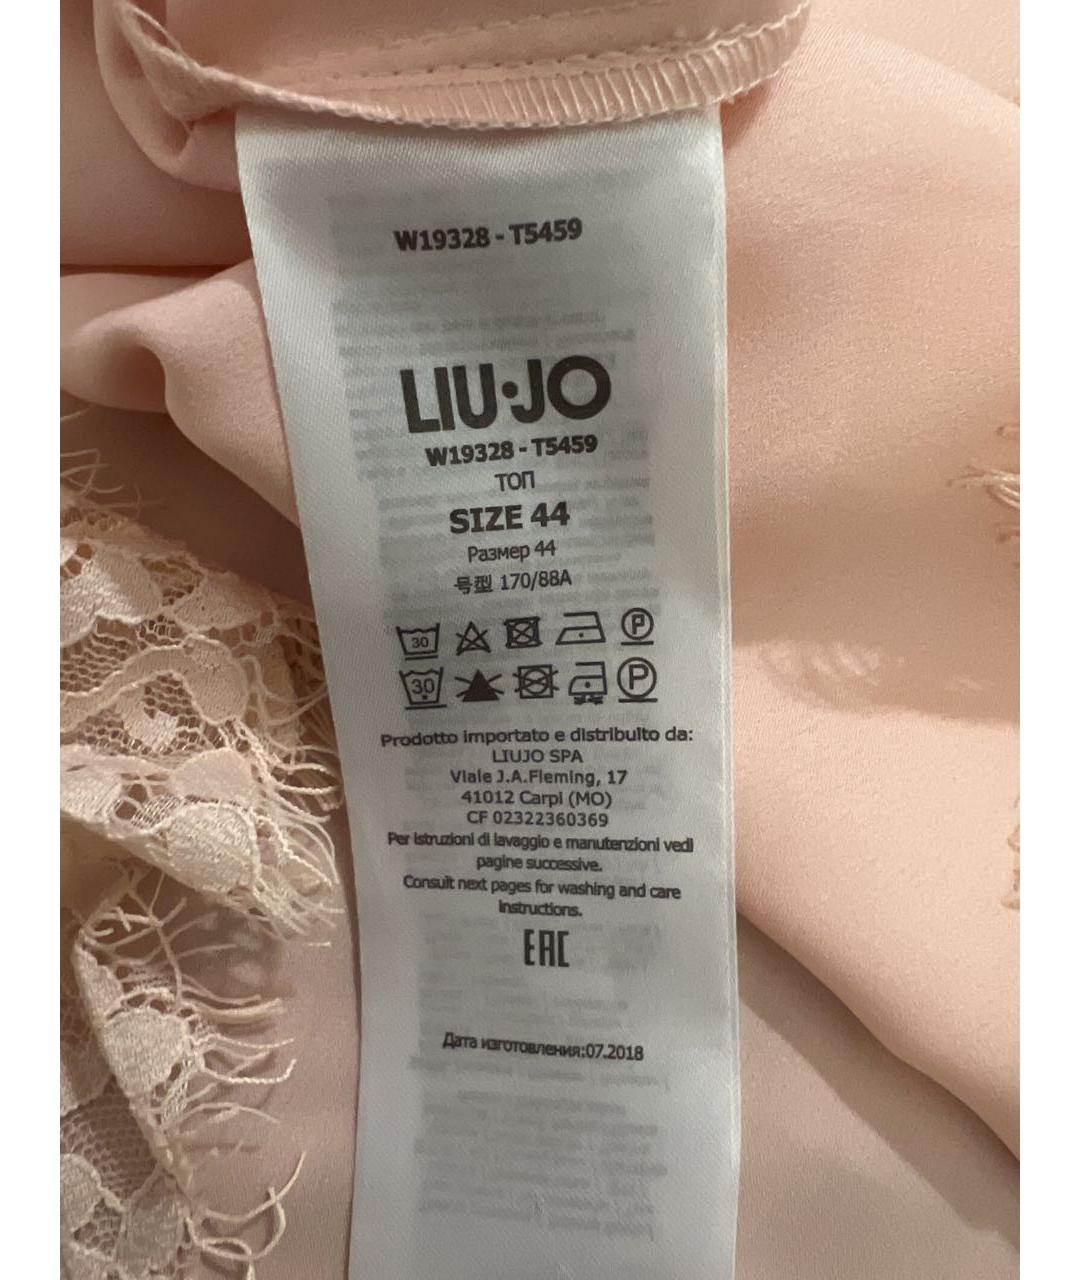 W19328 - T5459
LIU·JO
W19328 - T5459
ТОП
SIZE 44
Размер 44
号型 170/88A
30 P
30 P
Prodotto importato e distribuito da:
LIUJO SPA
Viale J.A.Fleming, 17
41012 Carpi (MO)
CF 02322360369
Per istruzioni di lavaggio e manutenzioni vedi
pagine successive.
Consult next pages for washing and care
instructions.
EAC
Дата изготовления:07.2018